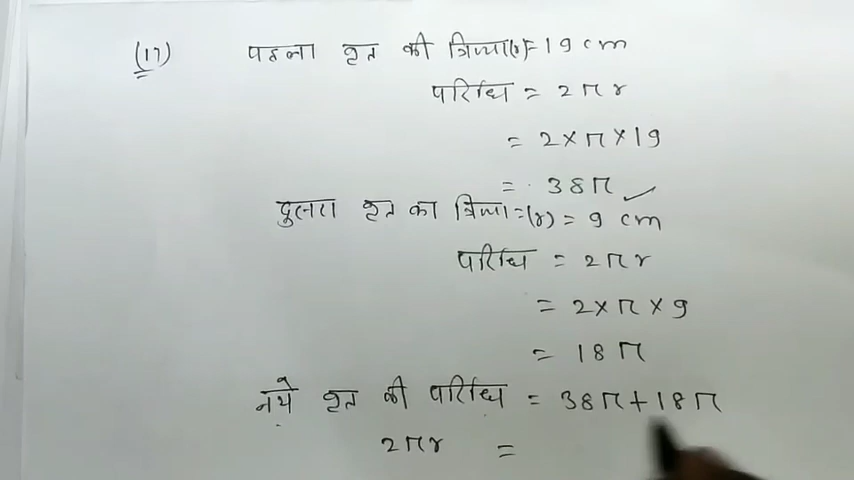 (17) पहला वृत की त्रिज्या(r)= 19 cm
परिधि = 2πr
= 2×π×19
= 38π ✓
दुसरा वृत का त्रिज्या=(r) = 9 cm
परिधि = 2πr
= 2×π×9
= 18π
नये वृत की परिधि = 38π+18π
2πr =